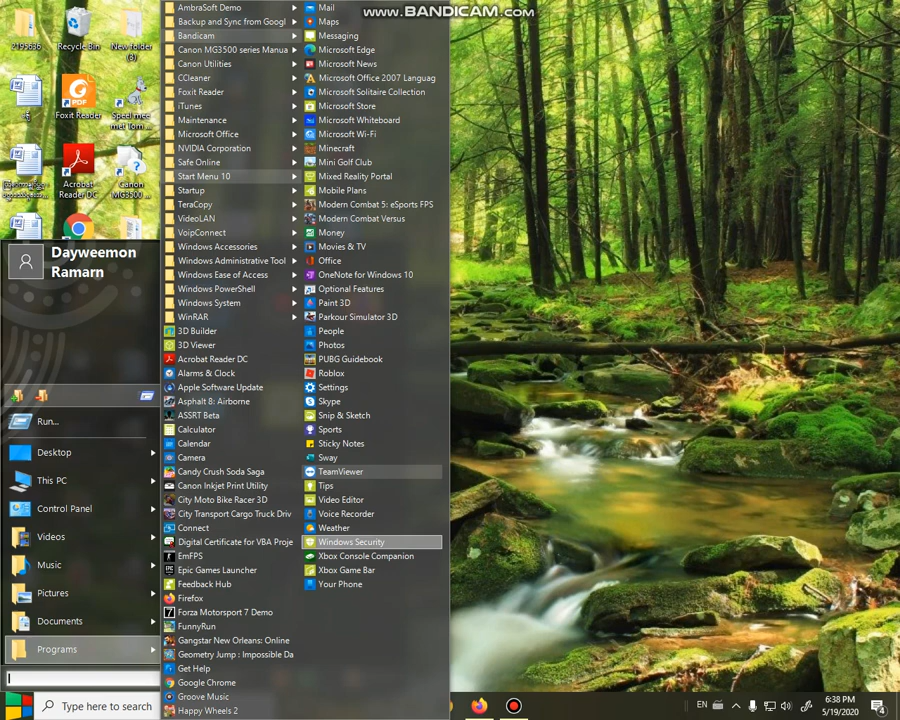 www.BANDICAM.com
2195636
Recycle Bin
New folder
(3)
Foxit Reader
Speel mee
met Tom ...
Acrobat
Reader DC
Canon
MG3500 ...
Dayweemon
Ramarn
Run...
Desktop
This PC
Control Panel
Videos
Music
Pictures
Documents
Programs
AmbraSoft Demo
Backup and Sync from Googl
Bandicam
Canon MG3500 series Manua
Canon Utilities
CCleaner
Foxit Reader
iTunes
Maintenance
Microsoft Office
NVIDIA Corporation
Safe Online
Start Menu 10
Startup
TeraCopy
VideoLAN
VoipConnect
Windows Accessories
Windows Administrative Tool
Windows Ease of Access
Windows PowerShell
Windows System
WinRAR
3D Builder
3D Viewer
Acrobat Reader DC
Alarms & Clock
Apple Software Update
Asphalt 8: Airborne
ASSRT Beta
Calculator
Calendar
Camera
Candy Crush Soda Saga
Canon Inkjet Print Utility
City Moto Bike Racer 3D
City Transport Cargo Truck Driv
Connect
Digital Certificate for VBA Proje
EmFPS
Epic Games Launcher
Feedback Hub
Firefox
Forza Motorsport 7 Demo
FunnyRun
Gangstar New Orleans: Online
Geometry Jump : Impossible Da
Get Help
Google Chrome
Groove Music
Happy Wheels 2
Mail
Maps
Messaging
Microsoft Edge
Microsoft News
Microsoft Office 2007 Languag
Microsoft Solitaire Collection
Microsoft Store
Microsoft Whiteboard
Microsoft Wi-Fi
Minecraft
Mini Golf Club
Mixed Reality Portal
Mobile Plans
Modern Combat 5: eSports FPS
Modern Combat Versus
Money
Movies & TV
Office
OneNote for Windows 10
Optional Features
Paint 3D
Parkour Simulator 3D
People
Photos
PUBG Guidebook
Roblox
Settings
Skype
Snip & Sketch
Sports
Sticky Notes
Sway
TeamViewer
Tips
Video Editor
Voice Recorder
Weather
Windows Security
Xbox Console Companion
Xbox Game Bar
Your Phone
Type here to search
EN
6:38 PM
5/19/2020
4